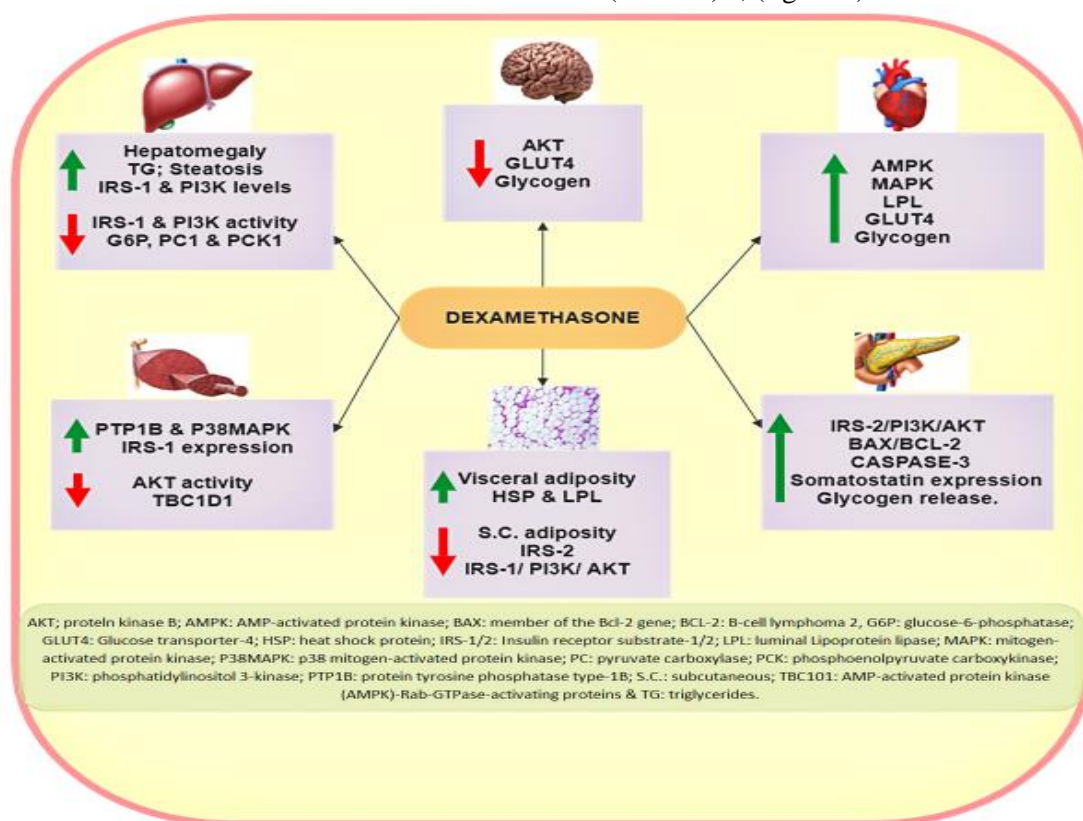 Hepatomegaly
TG; Steatosis
IRS-1 & PI3K levels
IRS-1 & PI3K activity
G6P, PC1 & PCK1
AKT
GLUT4
Glycogen
AMPK
MAPK
LPL
GLUT4
Glycogen
DEXAMETHASONE
PTP1B & P38MAPK
IRS-1 expression
AKT activity
TBC1D1
Visceral adiposity
HSP & LPL
S.C. adiposity
IRS-2
IRS-1/ PI3K/ AKT
IRS-2/PI3K/AKT
BAX/BCL-2
CASPASE-3
Somatostatin expression
Glycogen release.
AKT; protein kinase B; AMPK: AMP-activated protein kinase; BAX: member of the Bcl-2 gene; BCL-2: B-cell lymphoma 2, G6P: glucose-6-phosphatase;
GLUT4: Glucose transporter-4; HSP: heat shock protein; IRS-1/2: Insulin receptor substrate-1/2; LPL: luminal Lipoprotein lipase; MAPK: mitogen-
activated protein kinase; P38MAPK: p38 mitogen-activated protein kinase; PC: pyruvate carboxylase; PCK: phosphoenolpyruvate carboxykinase;
PI3K: phosphatidylinositol 3-kinase; PTP1B: protein tyrosine phosphatase type-1B; S.C.: subcutaneous; TBC101: AMP-activated protein kinase
(AMPK)-Rab-GTPase-activating proteins & TG: triglycerides.